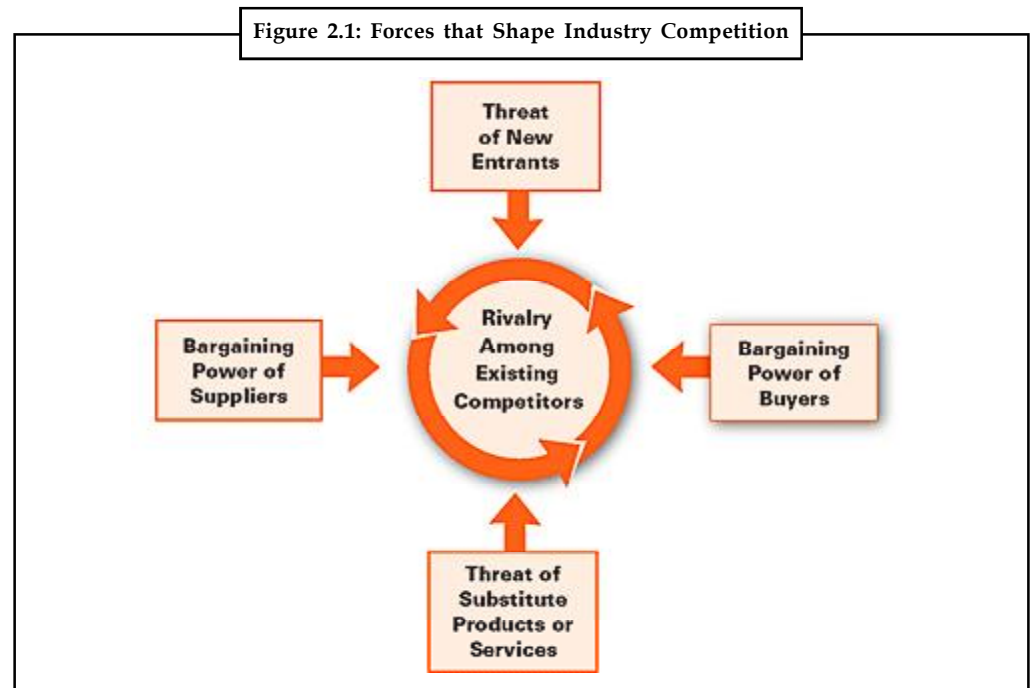 Figure 2.1: Forces that Shape Industry Competition
Threat
of New
Entrants
Bargaining
Power of
Suppliers
Rivalry
Among
Existing
Competitors
Bargaining
Power of
Buyers
Threat of
Substitute
Products or
Services